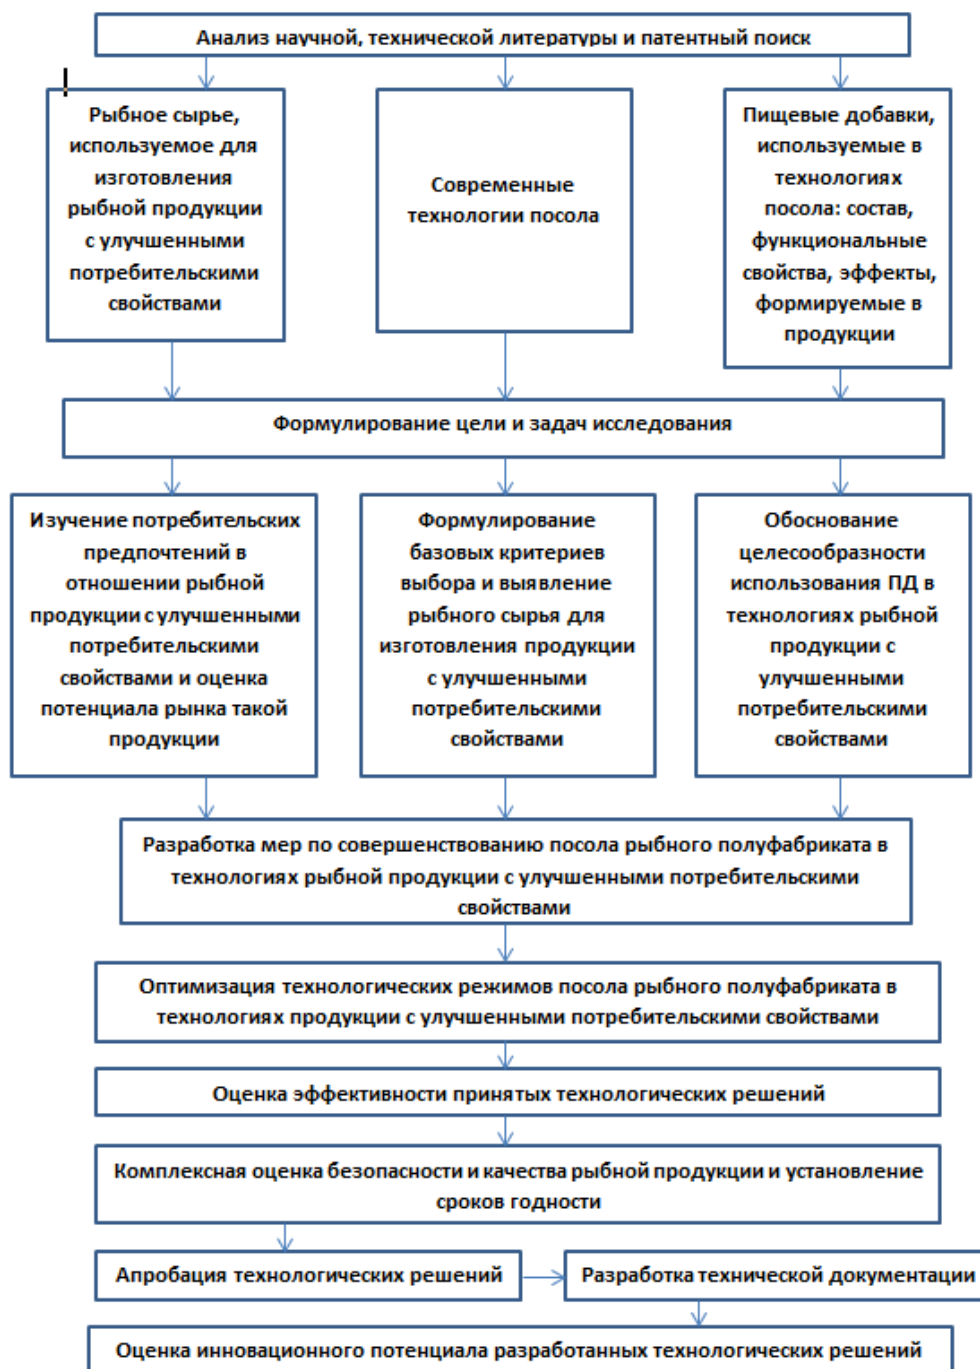 Анализ научной, технической литературы и патентный поиск
Рыбное сырье,
используемое для
изготовления
рыбной продукции
с улучшенными
потребительскими
свойствами
Современные
технологии посола
Пищевые добавки,
используемые в
технологиях
посола: состав,
функциональные
свойства, эффекты,
формируемые в
продукции
Формулирование цели и задач исследования
Изучение потребительских
предпочтений в
отношении рыбной
продукции с улучшенными
потребительскими
свойствами и оценка
потенциала рынка такой
продукции
Формулирование
базовых критериев
выбора и выявление
рыбного сырья для
изготовления продукции
с улучшенными
потребительскими
свойствами
Обоснование
целесообразности
использования ПД в
технологиях рыбной
продукции с
улучшенными
потребительскими
свойствами
Разработка мер по совершенствованию посола рыбного полуфабриката в
технологиях рыбной продукции с улучшенными потребительскими
свойствами
Оптимизация технологических режимов посола рыбного полуфабриката в
технологиях продукции с улучшенными потребительскими свойствами
Оценка эффективности принятых технологических решений
Комплексная оценка безопасности и качества рыбной продукции и установление
сроков годности
Апробация технологических решений
Разработка технической документации
Оценка инновационного потенциала разработанных технологических решений